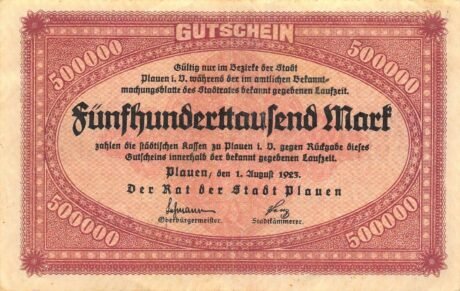 GUTSCHEIN
500000
500000
Gültig nur im Bezirke der Stadt
Plauen i. V. während der im amtlichen Bekannt-
machungsblatte des Stadtrates bekannt gegebenen Laufzeit.
Fünfhunderttausend Mark
zahlen die städtischen Kassen zu Plauen i. V. gegen Rückgabe dieses
Gutscheins innerhalb der bekannt gegebenen Laufzeit.
Plauen, den 1. August 1923.
Der Rat der Stadt Plauen
Oberbürgermeister.
Stadtkämmerer.
500000
500000